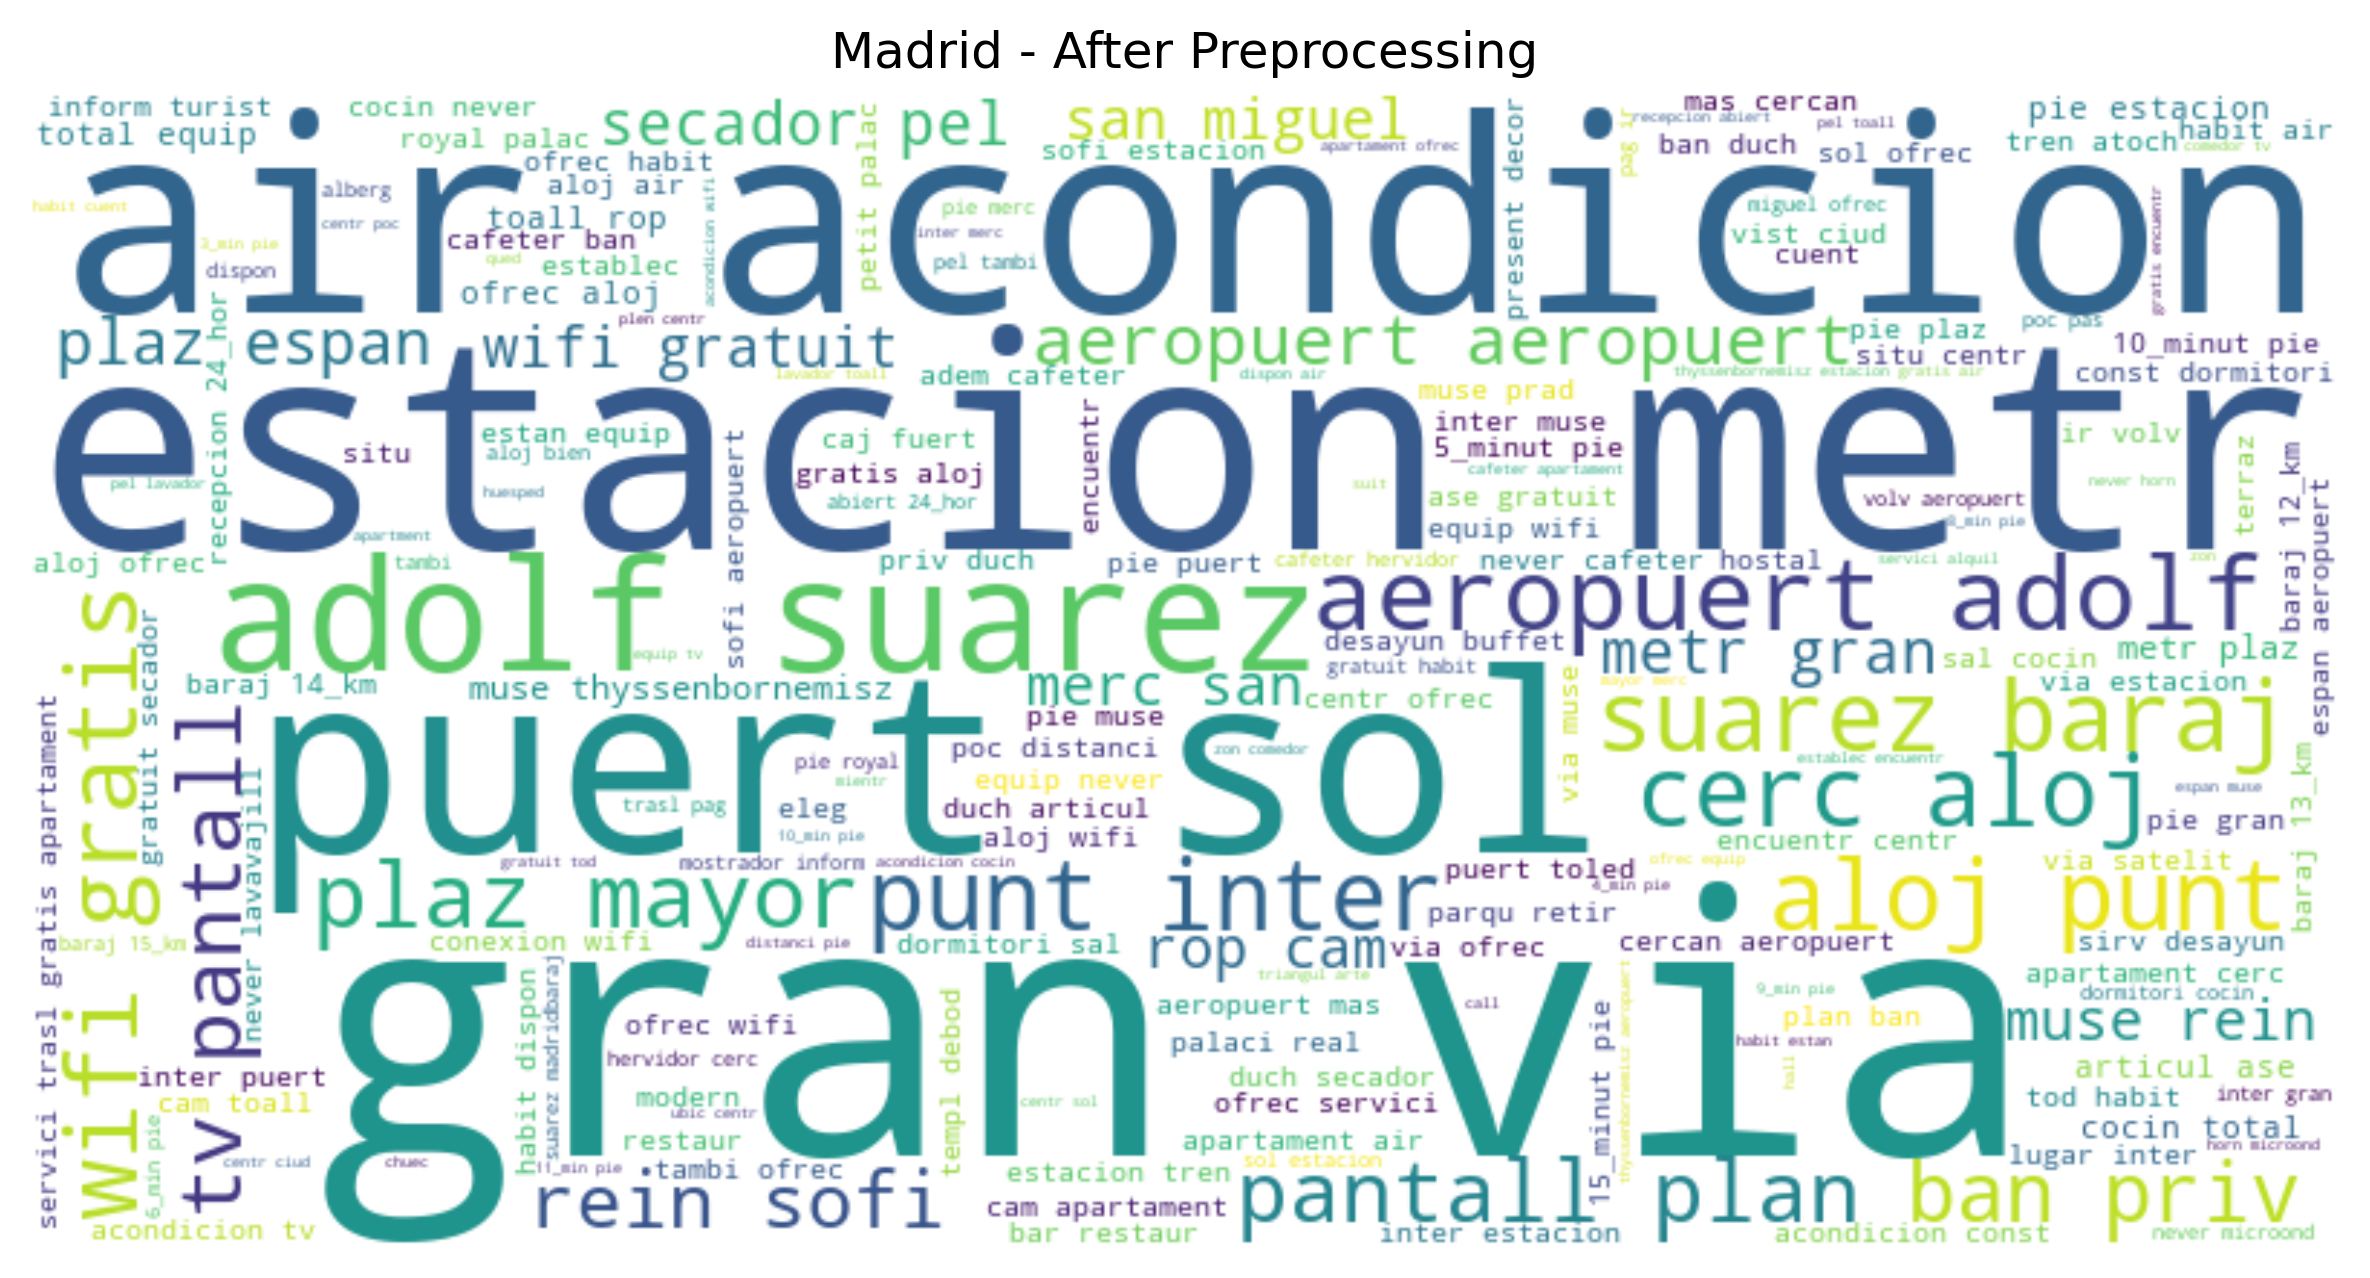 Madrid - After Preprocessing
inform turist
cocin never
secador pel
san miguel
mas cercan
pie estacion
total equip
royal palac
petit palac
recepcion abiert
pel toall
pag ir
tren atoch
habit air
ofrec habit
sofi estacion
apartament ofrec
present decor
ban duch
sol ofrec
comedor tv
air acondicion
alberg
aloj air
habit cuent
centr poc
toall rop
acondicion wifi
pie merc
miguel ofrec
gratis encuentr
3_min pie
cafeter ban
inter merc
vist ciud
dispon
qued
establec
pel tambi
cuent
ofrec aloj
plen centr
poc pas
plaz espan
wifi gratuit
aeropuert aeropuert
pie plaz
situ centr
10_minut pie
recepcion 24_hor
lavador toall
adem cafeter
dispon air
thyssenbornemisz estacion
gratis air
const dormitori
muse prad
estacion metr
situ
estan equip
aloj bien
caj fuert
encuentr
inter muse
5_minut pie
ir volv
terraz
baraj 12_km
pel lavador
huesped
gratis aloj
abiert 24_hor
suit
cafeter apartament
ase gratuit
volv aeropuert
never horn
espan aeropuert
apartment
sofi aeropuert
equip wifi
8_min pie
aloj ofrec
tambi
priv duch
pie puert
cafeter hervidor
never cafeter
hostal
servici alquil
zon
adolf suarez
aeropuert adolf
wifi gratis
gratuit secador
equip tv
desayun buffet
gratuit habit
metr gran
sal cocin
metr plaz
baraj 14_km
muse thyssenbornemisz
merc san
centr ofrec
via muse
mayor merc
via estacion
suarez baraj
servici trasl gratis apartament
tv pantall
puert sol
pie muse
poc distanci
zon comedor
pie royal
mientr
equip never
establec encuentr
espan muse
baraj 13_km
never lavavajill
trasl pag
eleg
duch articul
cerc aloj
pie gran
10_min pie
aloj wifi
encuentr centr
gratuit tod
mostrador inform
acondicion cocin
puert toled
ofrec equip
via satelit
plaz mayor
punt inter
4_min pie
aloj punt
parqu retir
baraj 15_km
conexion wifi
distanci pie
dormitori sal
rop cam
via ofrec
cercan aeropuert
sirv desayun
gran via
habit dispon
suarez madridbaraj
triangul arte
apartament cerc
ofrec wifi
templ debod
aeropuert mas
call
9_min pie
dormitori cocin
plan ban
muse rein
hervidor cerc
palaci real
15_minut pie
thyssenbornemisz aeropuert
habit estan
inter puert
modern
centr sol
duch secador
hall
articul ase
cam toall
ubic centr
ofrec servici
tod habit
inter gran
6_min pie
restaur
apartament air
cocin total
centr ciud
chuec
11_min pie
tambi ofrec
estacion tren
sol estacion
lugar inter
horn microond
rein sofi
cam apartament
pantall plan
ban priv
acondicion tv
bar restaur
inter estacion
acondicion const
never microond